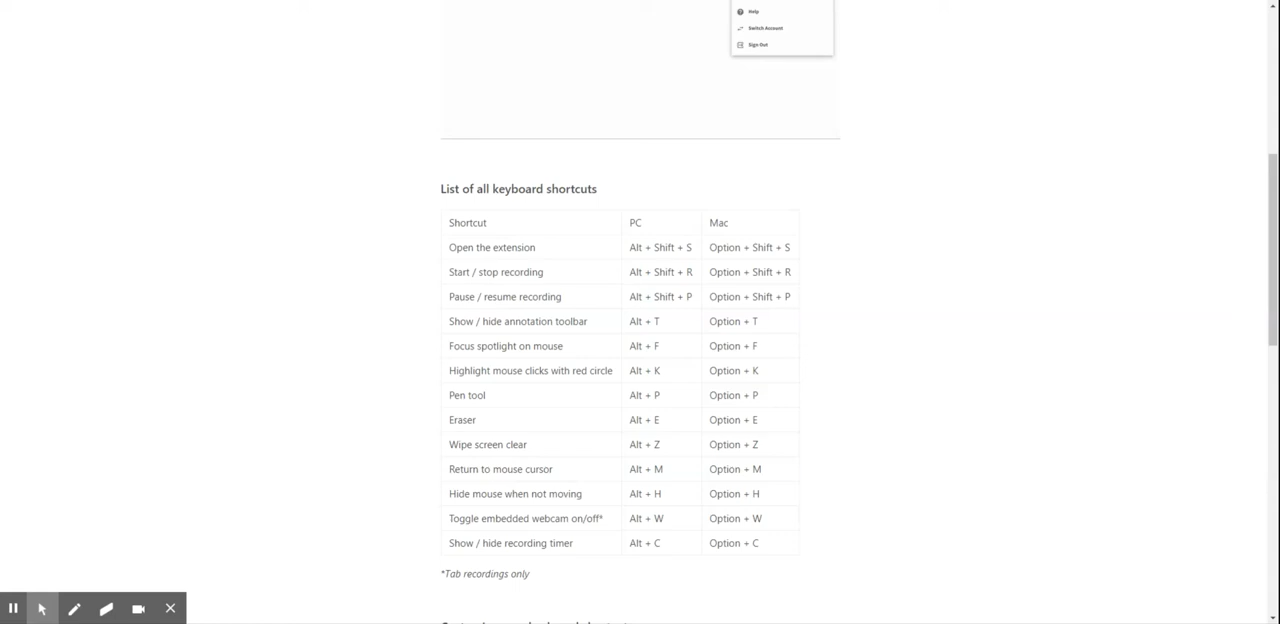 Help
Switch Account
Sign Out
List of all keyboard shortcuts
Shortcut PC Mac
Open the extension Alt + Shift + S Option + Shift + S
Start / stop recording Alt + Shift + R Option + Shift + R
Pause / resume recording Alt + Shift + P Option + Shift + P
Show / hide annotation toolbar Alt + T Option + T
Focus spotlight on mouse Alt + F Option + F
Highlight mouse clicks with red circle Alt + K Option + K
Pen tool Alt + P Option + P
Eraser Alt + E Option + E
Wipe screen clear Alt + Z Option + Z
Return to mouse cursor Alt + M Option + M
Hide mouse when not moving Alt + H Option + H
Toggle embedded webcam on/off* Alt + W Option + W
Show / hide recording timer Alt + C Option + C
*Tab recordings only